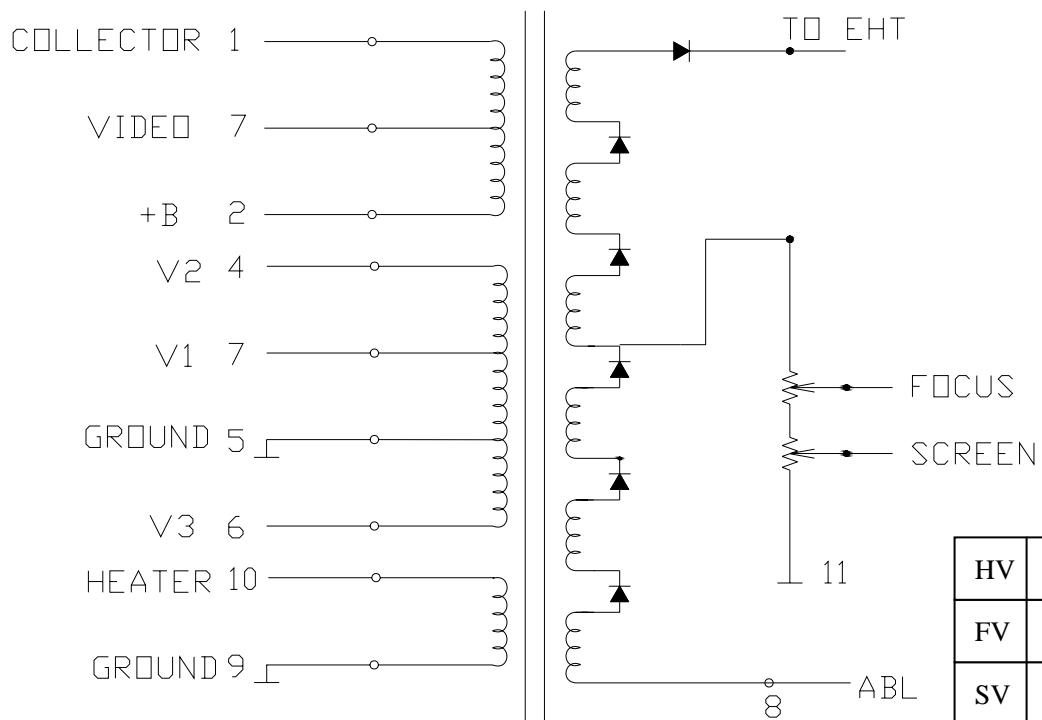 COLLECTOR 1
VIDEO 7
+B 2
V2 4
V1 7
GROUND 5
V3 6
HEATER 10
GROUND 9
TO EHT
FOCUS
SCREEN
11
ABL
8
HV
FV
SV